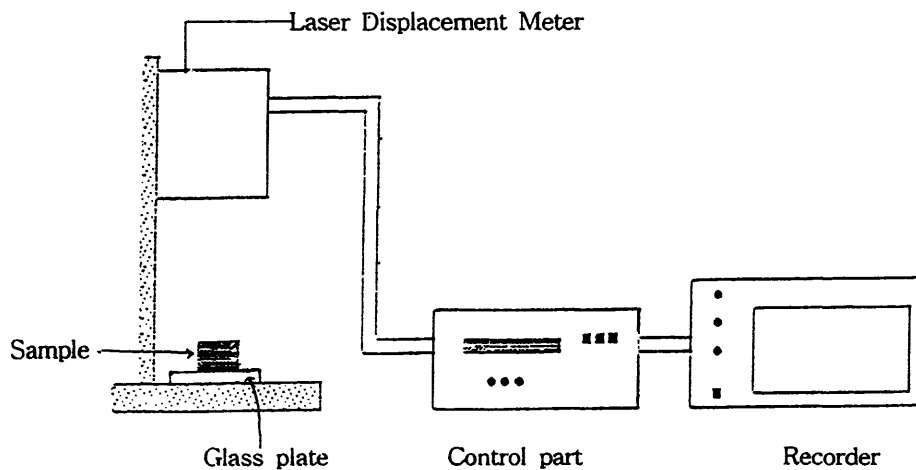 Laser Displacement Meter
Sample
Glass plate
Control part
Recorder